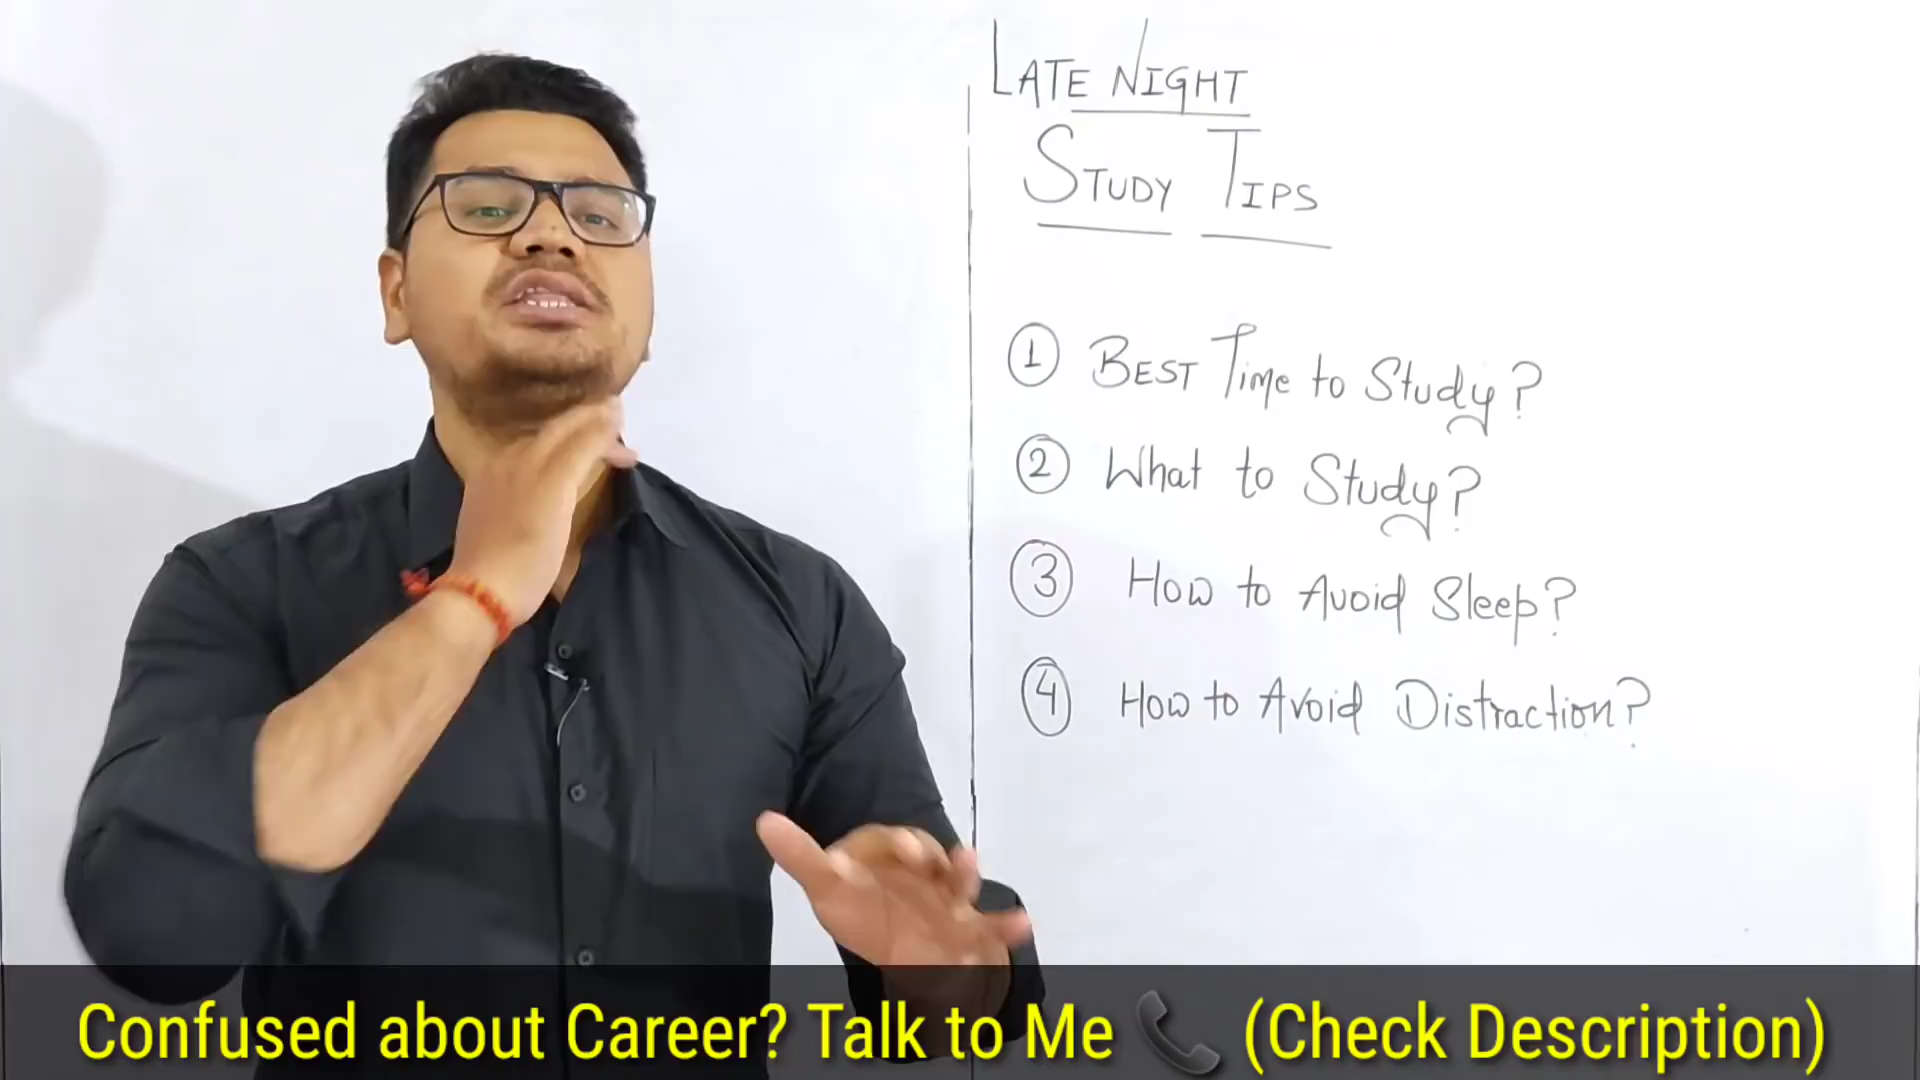 LATE NIGHT
STUDY TIPS
1 BEST Time to Study?
2 What to Study?
3 How to Avoid Sleep?
4 How to Avoid Distraction?
Confused about Career? Talk to Me 📞 (Check Description)